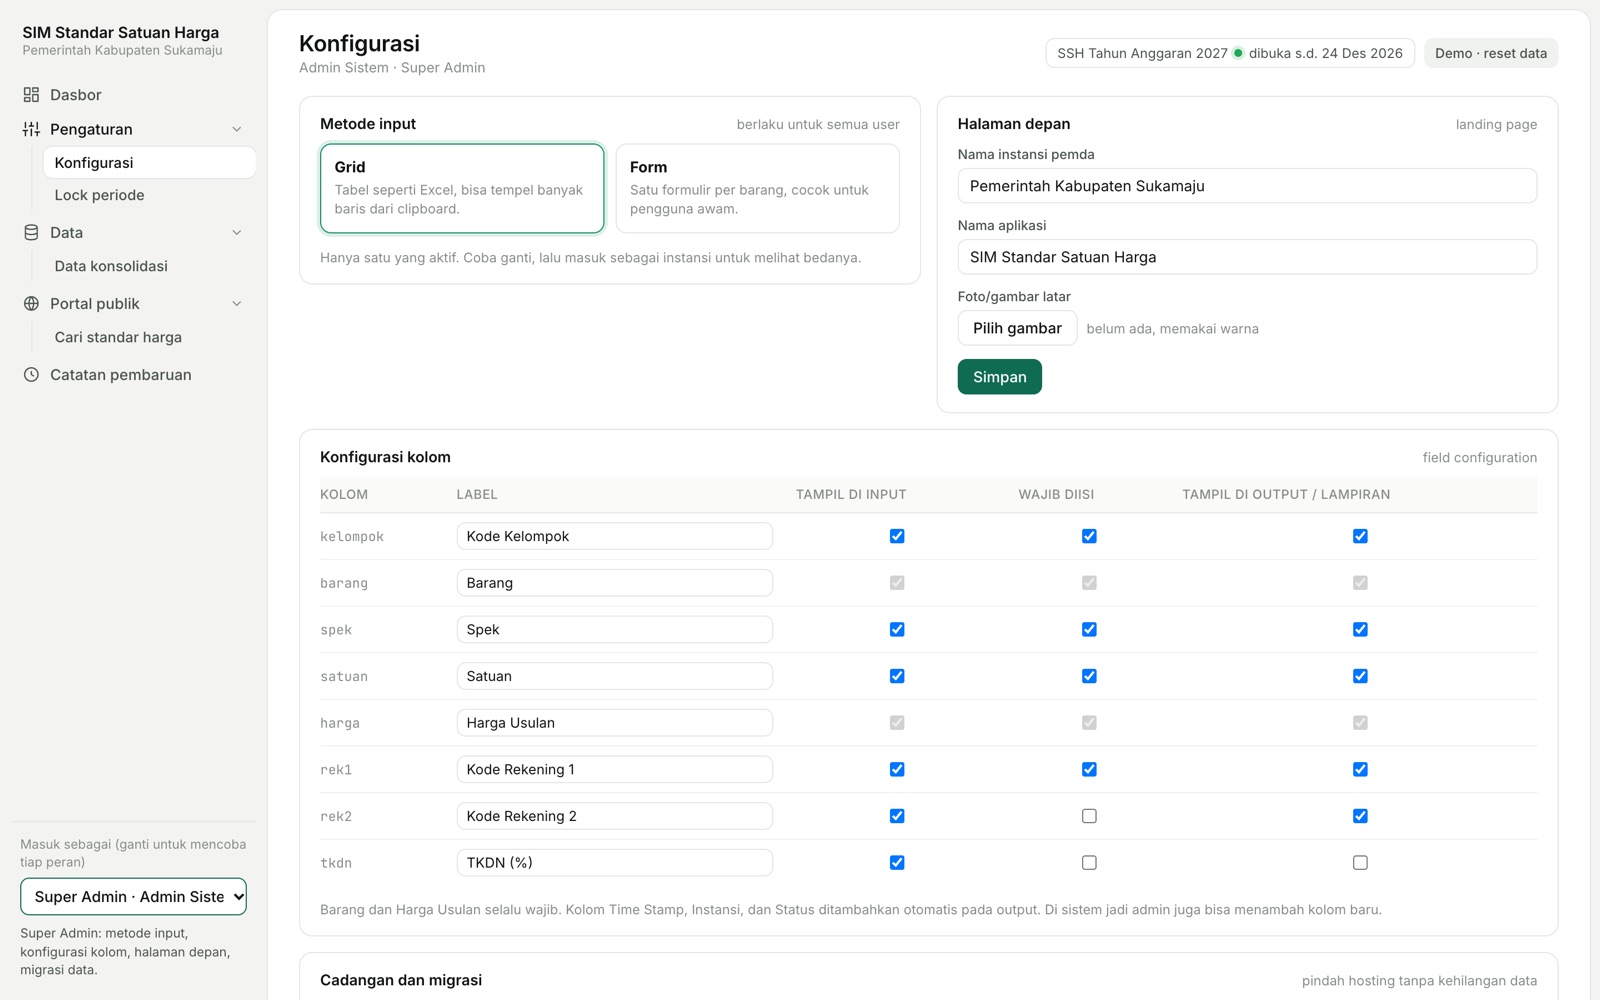 SIM Standar Satuan Harga
Pemerintah Kabupaten Sukamaju
Dasbor
Pengaturan
Konfigurasi
Lock periode
Data
Data konsolidasi
Portal publik
Cari standar harga
Catatan pembaruan
Masuk sebagai (ganti untuk mencoba
tiap peran)
Super Admin · Admin Siste
Super Admin: metode input,
konfigurasi kolom, halaman depan,
migrasi data.
Konfigurasi
Admin Sistem · Super Admin
SSH Tahun Anggaran 2027 dibuka s.d. 24 Des 2026
Demo · reset data
Metode input
berlaku untuk semua user
Grid
Tabel seperti Excel, bisa tempel banyak
baris dari clipboard.
Form
Satu formulir per barang, cocok untuk
pengguna awam.
Hanya satu yang aktif. Coba ganti, lalu masuk sebagai instansi untuk melihat bedanya.
Halaman depan
landing page
Nama instansi pemda
Pemerintah Kabupaten Sukamaju
Nama aplikasi
SIM Standar Satuan Harga
Foto/gambar latar
Pilih gambar belum ada, memakai warna
Simpan
Konfigurasi kolom
field configuration
KOLOM LABEL TAMPIL DI INPUT WAJIB DIISI TAMPIL DI OUTPUT / LAMPIRAN
kelompok Kode Kelompok
barang Barang
spek Spek
satuan Satuan
harga Harga Usulan
rek1 Kode Rekening 1
rek2 Kode Rekening 2
tkdn TKDN (%)
Barang dan Harga Usulan selalu wajib. Kolom Time Stamp, Instansi, dan Status ditambahkan otomatis pada output. Di sistem jadi admin juga bisa menambah kolom baru.
Cadangan dan migrasi
pindah hosting tanpa kehilangan data